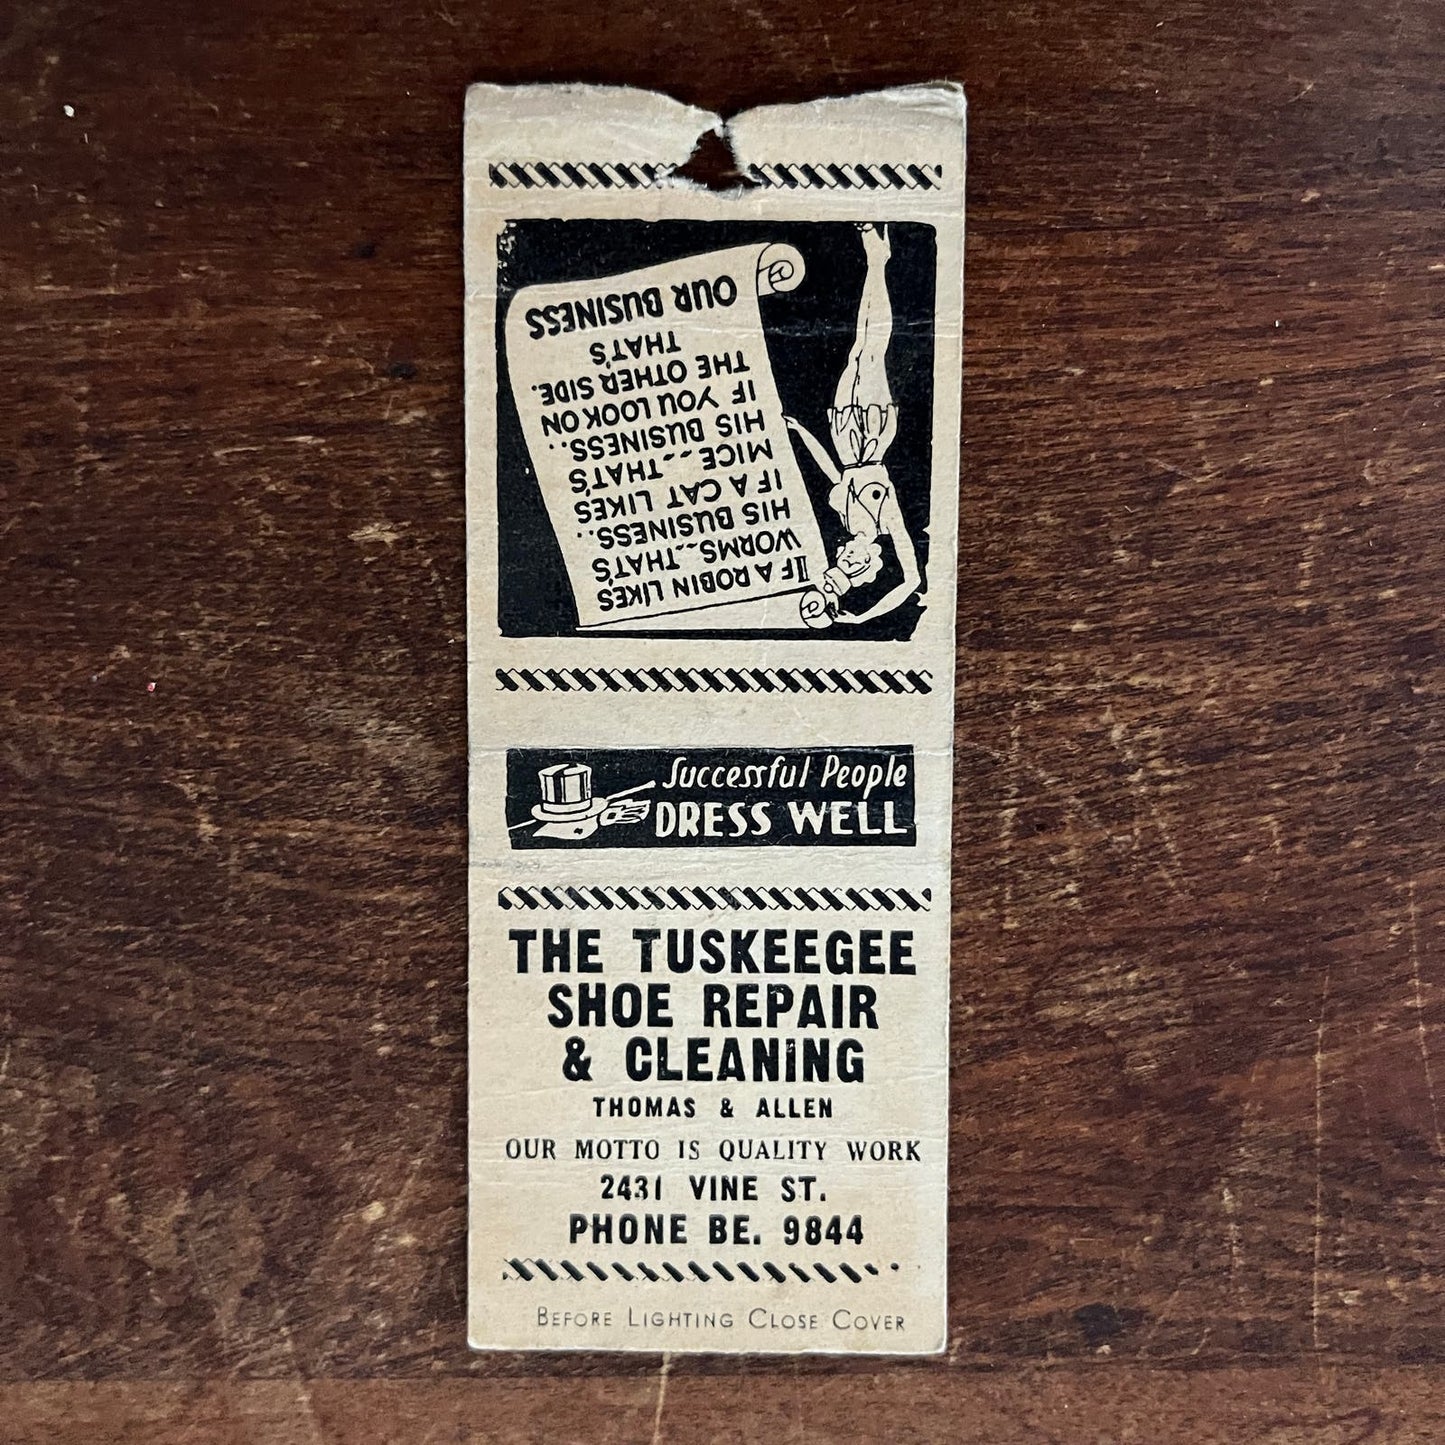 IF A ROBIN LIKES
WORMS~THAT'S
HIS BUSINESS..
IF A CAT LIKES
MICE~~THAT'S
HIS BUSINESS..
IF YOU LOOK ON
THE OTHER SIDE.
THAT'S
OUR BUSINESS
Successful People
DRESS WELL
THE TUSKEEGEE
SHOE REPAIR
& CLEANING
THOMAS & ALLEN
OUR MOTTO IS QUALITY WORK
2431 VINE ST.
PHONE BE. 9844
BEFORE LIGHTING CLOSE COVER